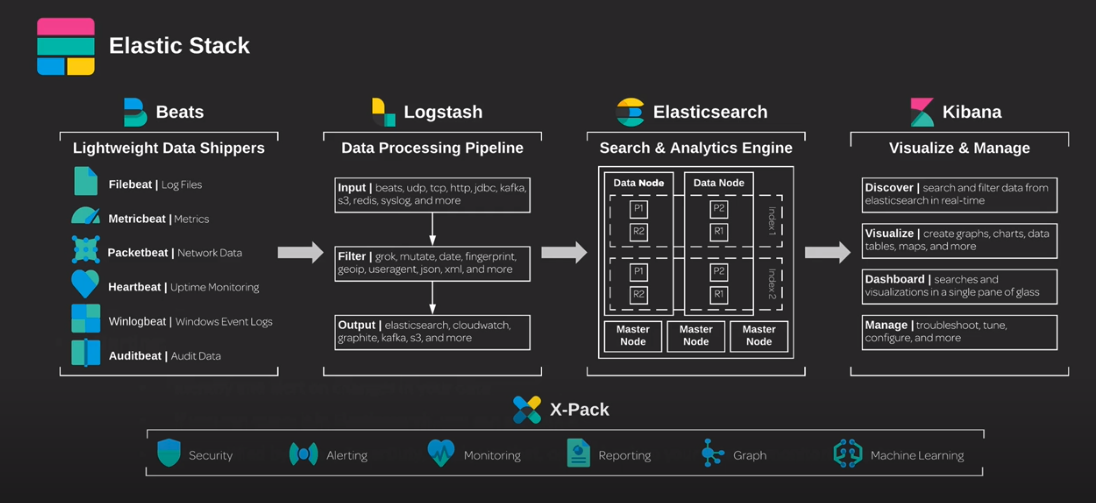 Elastic Stack
Beats
Lightweight Data Shippers
Filebeat | Log Files
Metricbeat | Metrics
Packetbeat | Network Data
Heartbeat | Uptime Monitoring
Winlogbeat | Windows Event Logs
Auditbeat | Audit Data
Logstash
Data Processing Pipeline
Input | beats, udp, tcp, http, jdbc, kafka,
s3, redis, syslog, and more
Filter | grok, mutate, date, fingerprint,
geoip, useragent, json, xml, and more
Output | elasticsearch, cloudwatch,
graphite, kafka, s3, and more
Elasticsearch
Search & Analytics Engine
Data Node
Data Node
P1
P2
R2
R1
Index 1
P1
P2
R2
R1
Index 2
Master
Node
Master
Node
Master
Node
Kibana
Visualize & Manage
Discover | search and filter data from
elasticsearch in real-time
Visualize | create graphs, charts, data
tables, maps, and more
Dashboard | searches and
visualizations in a single pane of glass
Manage | troubleshoot, tune,
configure, and more
X-Pack
Security
Alerting
Monitoring
Reporting
Graph
Machine Learning